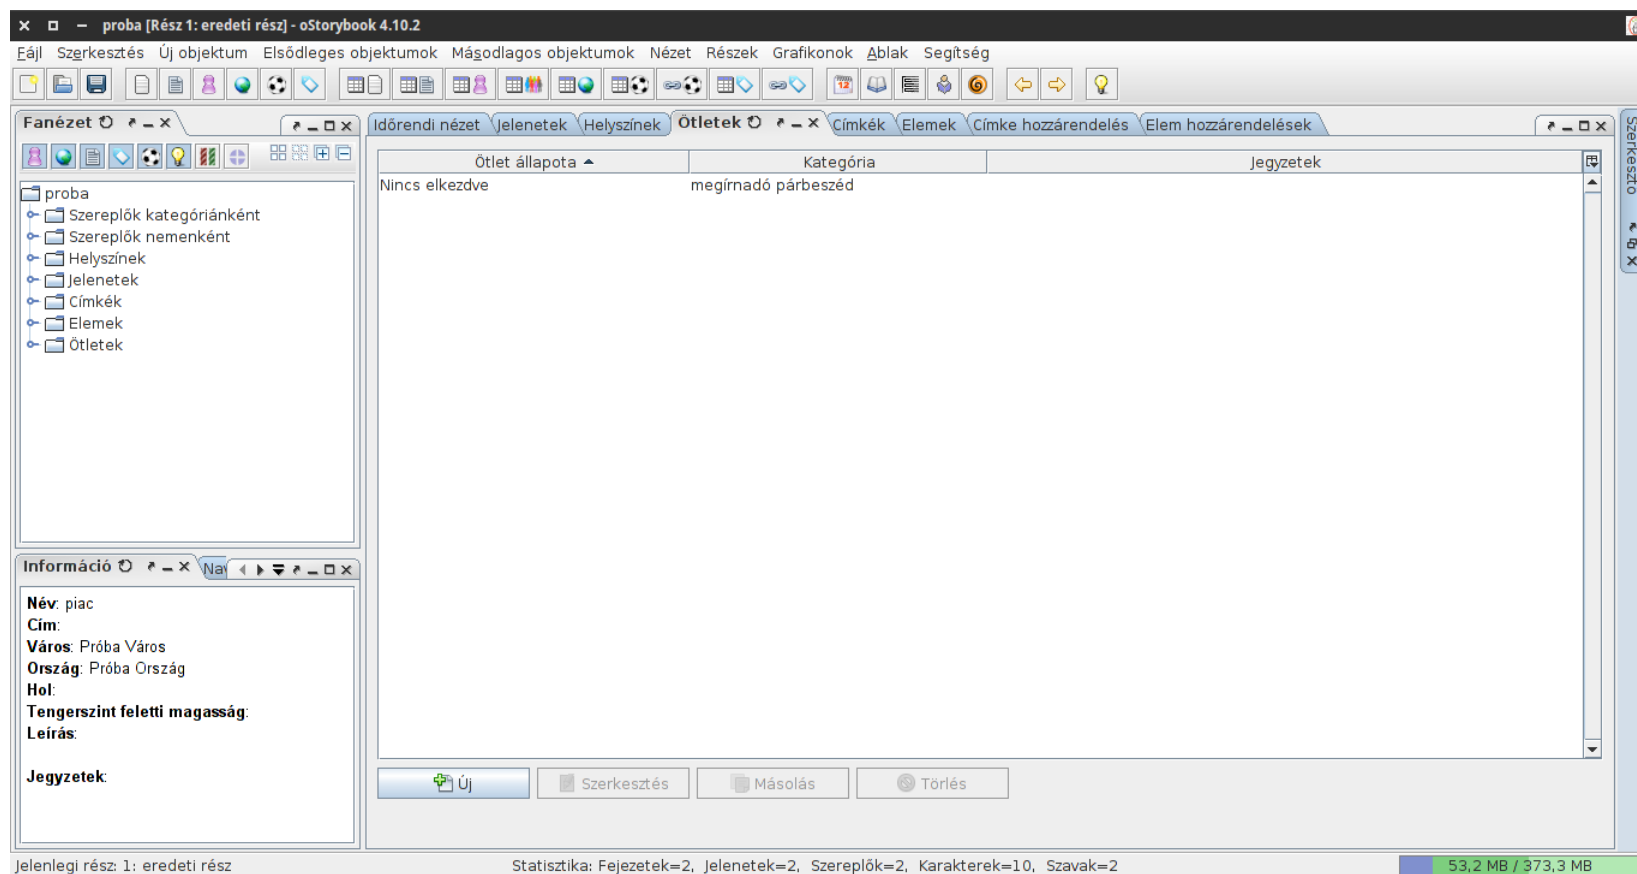 proba [Rész 1: eredeti rész] - oStorybook 4.10.2
Fájl Szerkesztés Új objektum Elsődleges objektumok Másodlagos objektumok Nézet Részek Grafikonok Ablak Segítség
12
Fanézet
Időrendi nézet Jelenetek Helyszínek Ötletek Címkék Elemek Címke hozzárendelés Elem hozzárendelések
Szerkesztő
Ötlet állapota Kategória Jegyzetek
Nincs elkezdve megírnadó párbeszéd
proba
Szereplők kategóriánként
Szereplők nemenként
Helyszínek
Jelenetek
Címkék
Elemek
Ötletek
Információ Nav
Név: piac
Cím:
Város: Próba Város
Ország: Próba Ország
Hol:
Tengerszint feletti magasság:
Leírás:
Jegyzetek:
Új Szerkesztés Másolás Törlés
Jelenlegi rész: 1: eredeti rész Statisztika: Fejezetek=2, Jelenetek=2, Szereplők=2, Karakterek=10, Szavak=2 53,2 MB / 373,3 MB